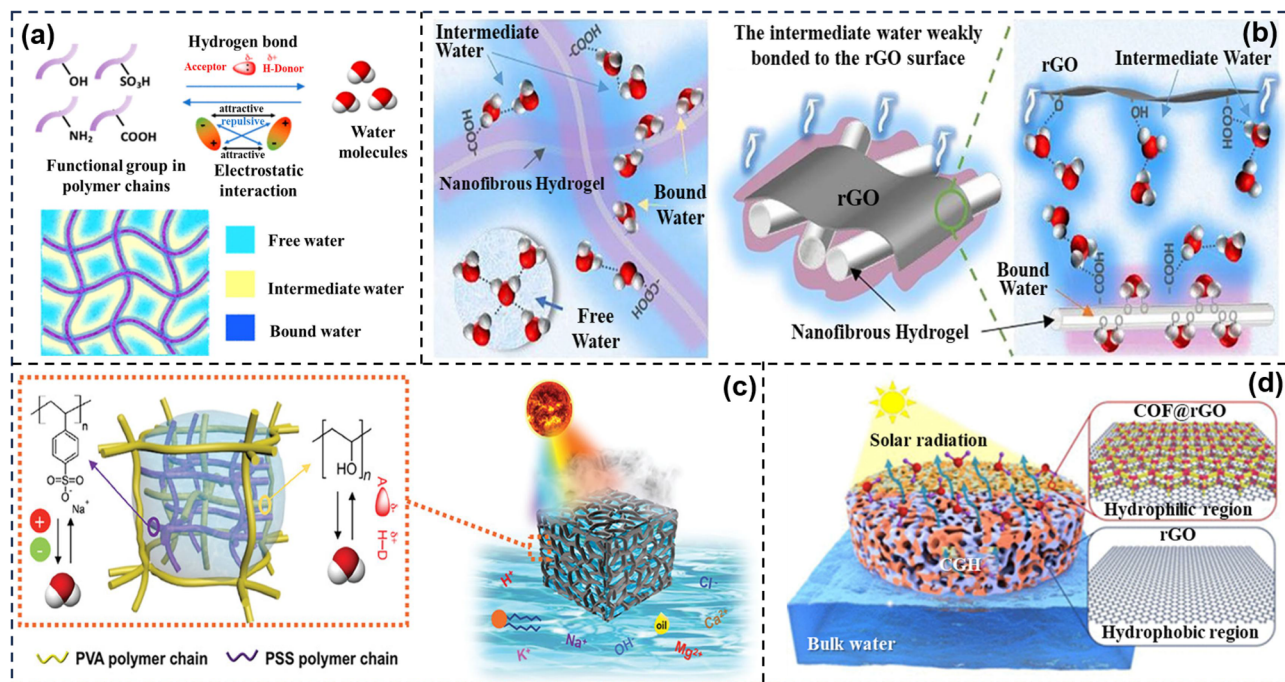 (a)
Hydrogen bond
Acceptor δ- δ+ H-Donor
OH
SO₃H
NH₂
COOH
attractive
repulsive
attractive
Functional group in
polymer chains
Electrostatic
interaction
Water
molecules
Free water
Intermediate water
Bound water
(b)
Intermediate
Water
-COOH
-COOH
Nanofibrous Hydrogel
Bound
Water
Free
Water
-COOH
The intermediate water weakly
bonded to the rGO surface
rGO
Nanofibrous Hydrogel
rGO
Intermediate Water
O
OH
-COOH
-COOH
Bound
Water
(c)
n
O=S=O
O⁻
Na⁺
+
-
HO
n
A δ-
δ+
H-D
PVA polymer chain
PSS polymer chain
H⁺
K⁺
Na⁺
OH⁻
oil
Cl⁻
Ca²⁺
Mg²⁺
(d)
Solar radiation
CGH
Bulk water
COF@rGO
Hydrophilic region
rGO
Hydrophobic region